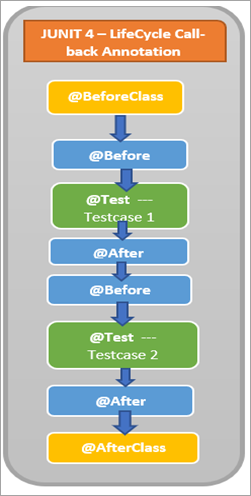 JUNIT 4 – LifeCycle Call-
back Annotation
@BeforeClass
@Before
@Test ---
Testcase 1
@After
@Before
@Test ---
Testcase 2
@After
@AfterClass